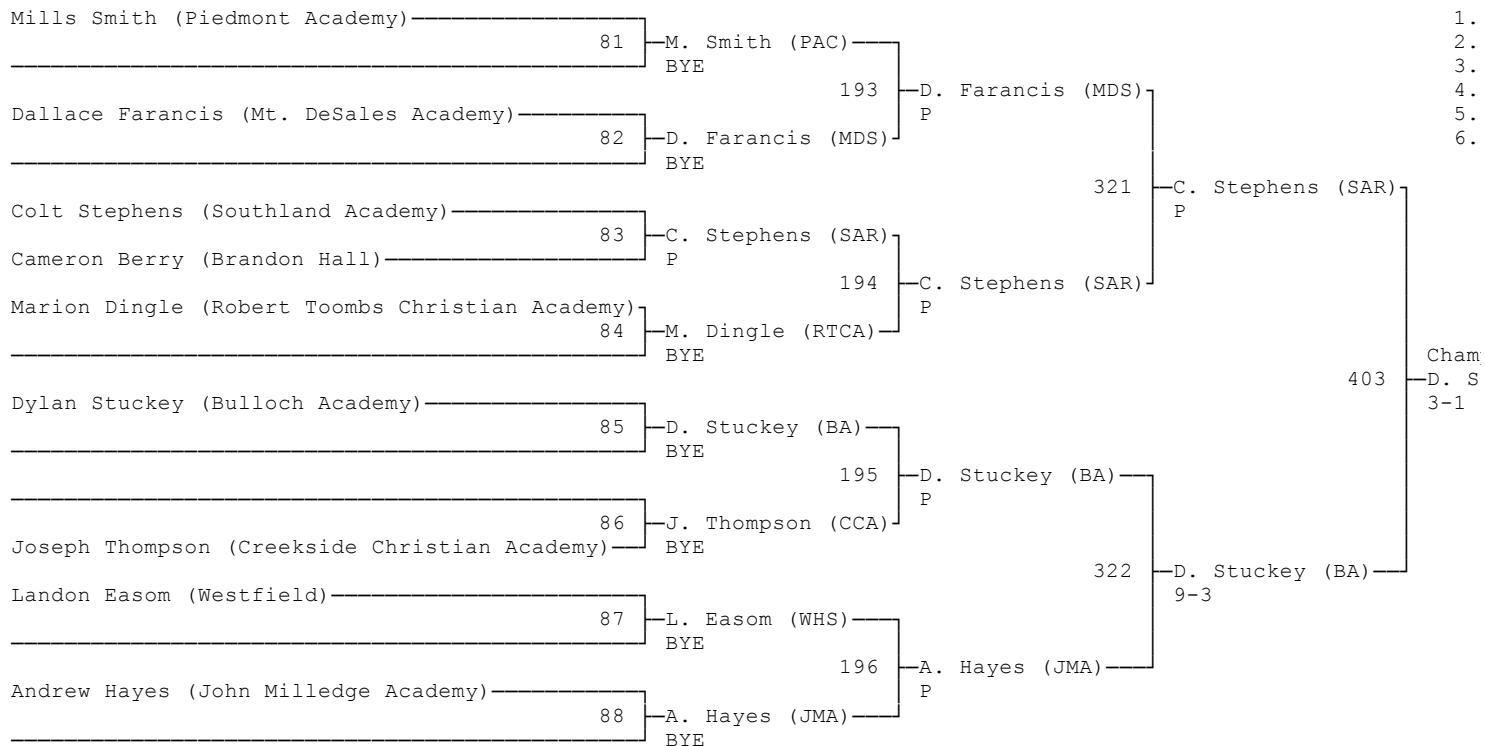 Mills Smith (Piedmont Academy) 1.
81 M. Smith (PAC) 2.
BYE 3.
193 D. Farancis (MDS) 4.
Dallace Farancis (Mt. DeSales Academy) P 5.
82 D. Farancis (MDS) 6.
BYE
321 C. Stephens (SAR)
Colt Stephens (Southland Academy) P
83 C. Stephens (SAR)
Cameron Berry (Brandon Hall) P
194 C. Stephens (SAR)
Marion Dingle (Robert Toombs Christian Academy) P
84 M. Dingle (RTCA)
BYE
403 D. S
Dylan Stuckey (Bulloch Academy) 3-1
85 D. Stuckey (BA)
BYE
195 D. Stuckey (BA)
P
86 J. Thompson (CCA)
Joseph Thompson (Creekside Christian Academy) BYE
322 D. Stuckey (BA)
Landon Easom (Westfield) 9-3
87 L. Easom (WHS)
BYE
196 A. Hayes (JMA)
Andrew Hayes (John Milledge Academy) P
88 A. Hayes (JMA)
BYE